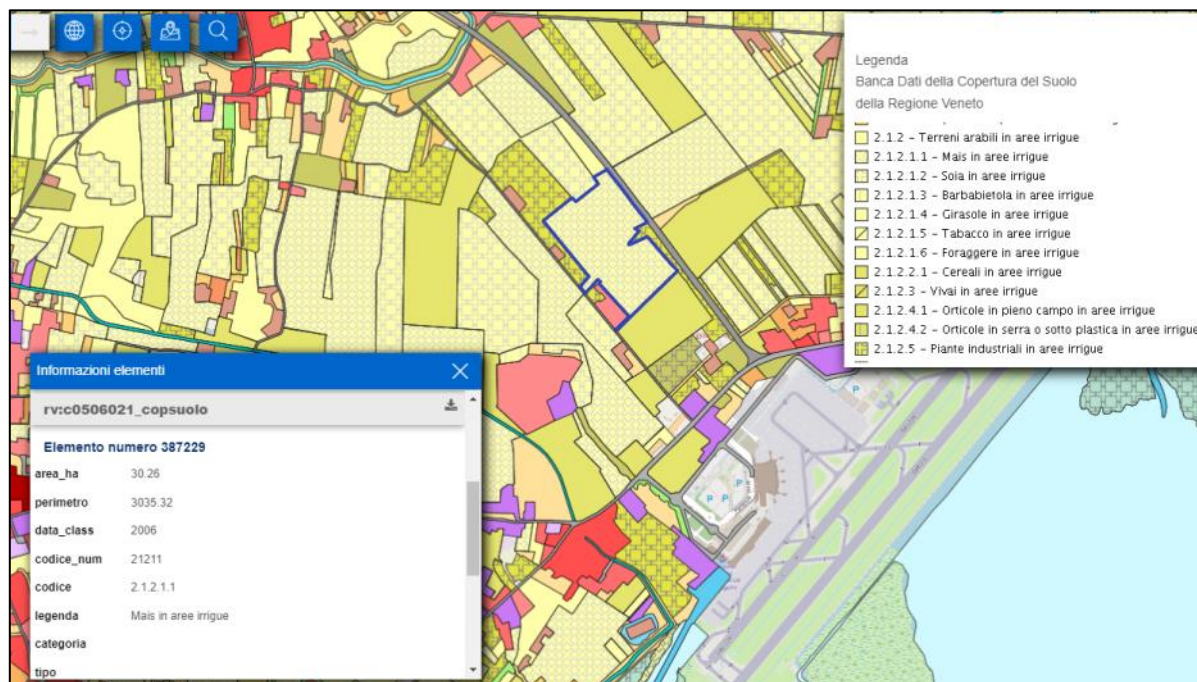 Legenda
Banca Dati della Copertura del Suolo
della Regione Veneto
2.1.2 - Terreni arabili in aree irrigue
2.1.2.1.1 - Mais in aree irrigue
2.1.2.1.2 - Soia in aree irrigue
2.1.2.1.3 - Barbabietola in aree irrigue
2.1.2.1.4 - Girasole in aree irrigue
2.1.2.1.5 - Tabacco in aree irrigue
2.1.2.1.6 - Foraggere in aree irrigue
2.1.2.2.1 - Cereali in aree irrigue
2.1.2.3 - Vivai in aree irrigue
2.1.2.4.1 - Orticole in pieno campo in aree irrigue
2.1.2.4.2 - Orticole in serra o sotto plastica in aree irrigue
2.1.2.5 - Piante industriali in aree irrigue
Informazioni elementi
rv:c0506021_copsuolo
Elemento numero 387229
area_ha 30.26
perimetro 3035.32
data_class 2006
codice_num 21211
codice 2.1.2.1.1
legenda Mais in aree irrigue
categoria
tipo
P
P
P P